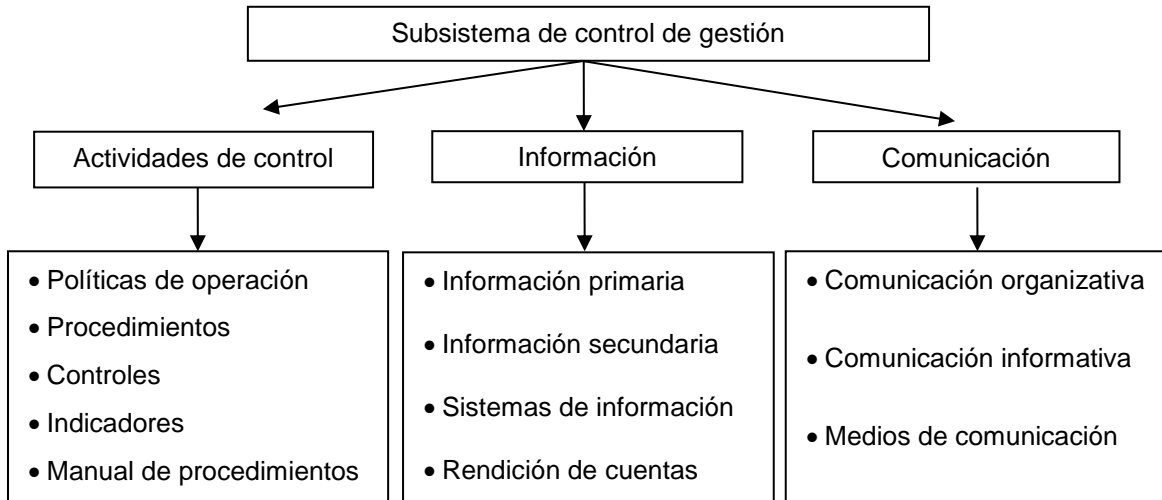 Subsistema de control de gestión
Actividades de control
Información
Comunicación
• Políticas de operación
• Procedimientos
• Controles
• Indicadores
• Manual de procedimientos
• Información primaria
• Información secundaria
• Sistemas de información
• Rendición de cuentas
• Comunicación organizativa
• Comunicación informativa
• Medios de comunicación